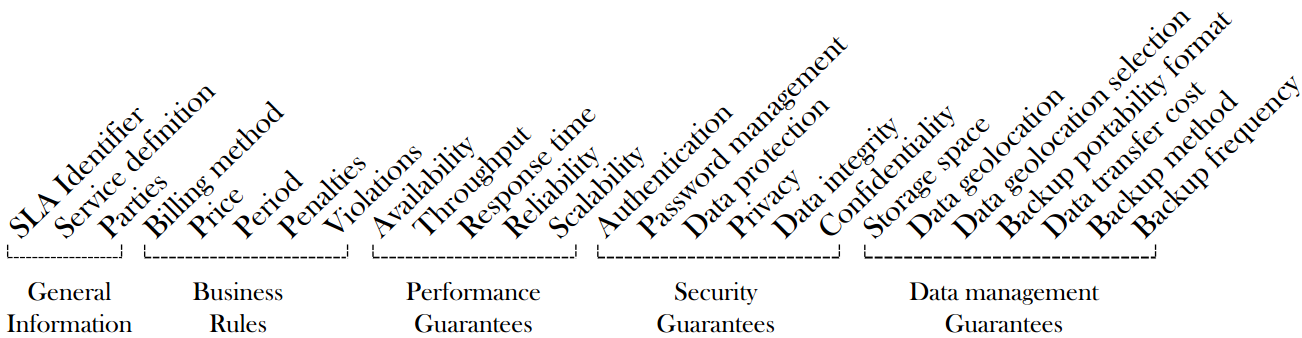 SLA Identifier
Service definition
Parties
Billing method
Price
Period
Penalties
Violations
Availability
Throughput
Response time
Reliability
Scalability
Authentication
Password management
Data protection
Privacy
Data integrity
Confidentiality
Storage space
Data geolocation
Data geolocation selection
Backup portability format
Data transfer cost
Backup method
Backup frequency
General
Information
Business
Rules
Performance
Guarantees
Security
Guarantees
Data management
Guarantees